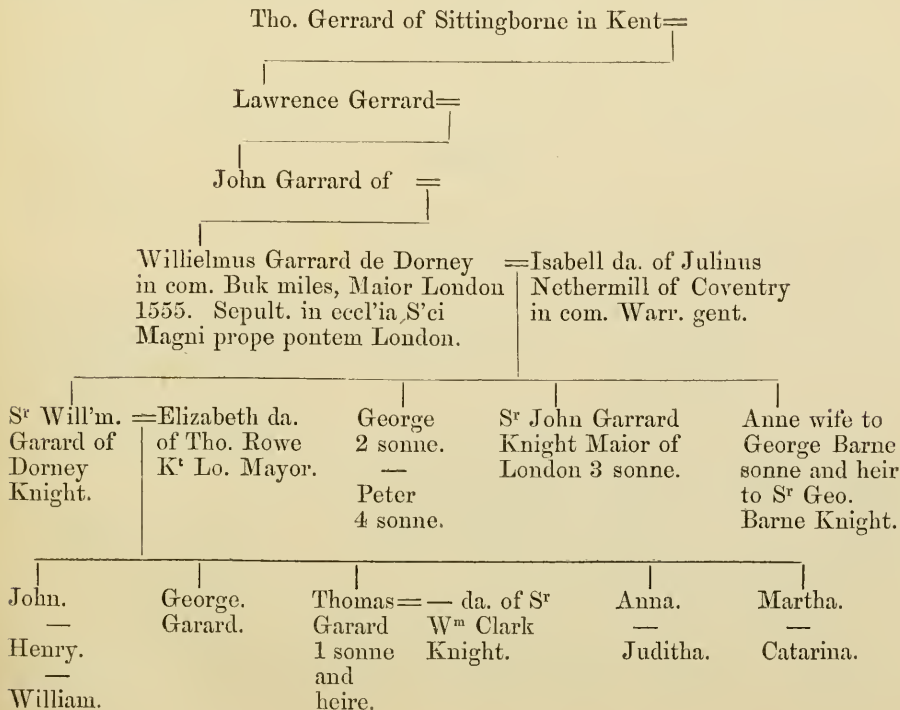 Tho. Gerrard of Sittingborne in Kent=
Lawrence Gerrard=
John Garrard of =
Willielmus Garrard de Dorney
in com. Buk miles, Maior London
1555. Sepult. in eccl'ia S'ci
Magni prope pontem London.
=Isabell da. of Julinus
Nethermill of Coventry
in com. Warr. gent.
Sʳ Will'm.
Garard of
Dorney
Knight.
=Elizabeth da.
of Tho. Rowe
Kᵗ Lo. Mayor.
George
2 sonne.
—
Peter
4 sonne.
Sʳ John Garrard
Knight Maior of
London 3 sonne.
Anne wife to
George Barne
sonne and heir
to Sʳ Geo.
Barne Knight.
John.
—
Henry.
—
William.
George.
Garard.
Thomas=
Garard
1 sonne
and
heire.
— da. of Sʳ
Wᵐ Clark
Knight.
Anna.
—
Juditha.
Martha.
—
Catarina.